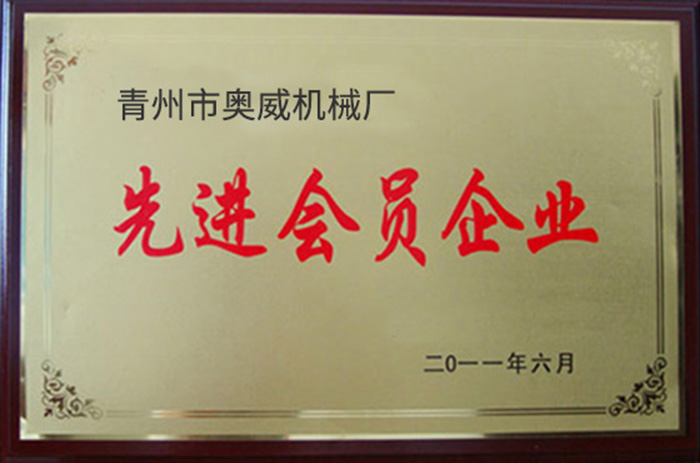 青州市奥威机械厂
先进会员企业
二0一一年六月